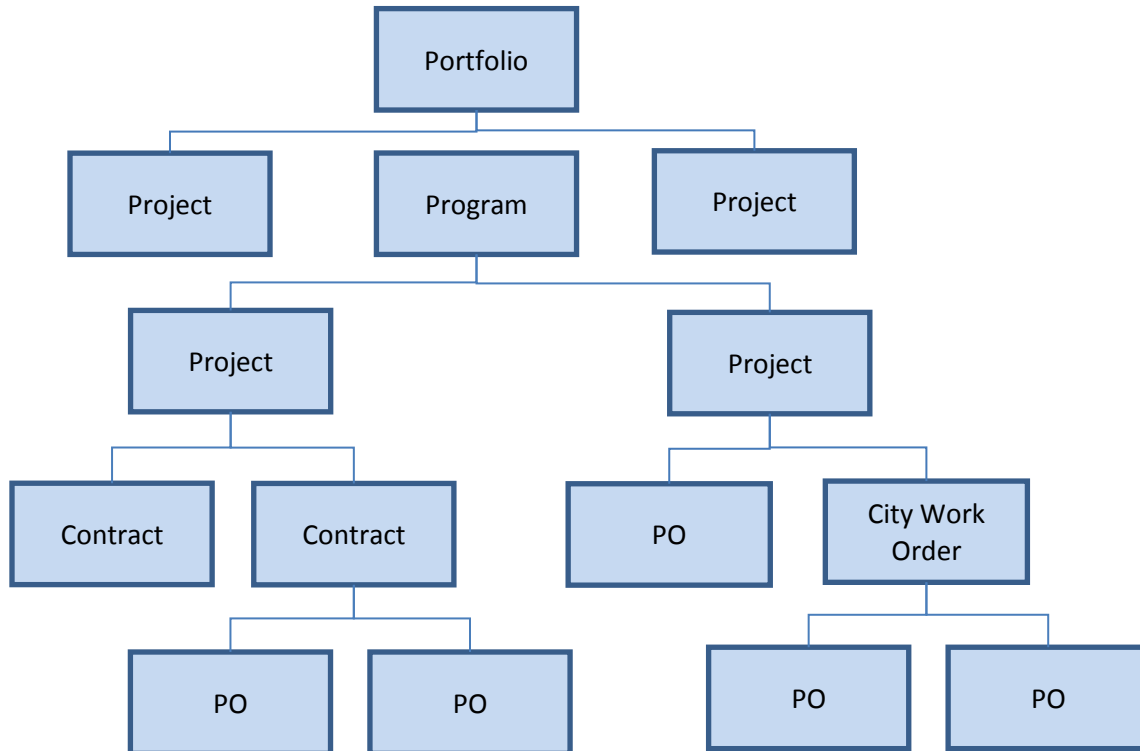 Portfolio
Project
Program
Project
Project
Project
Contract
Contract
PO
City Work
Order
PO
PO
PO
PO